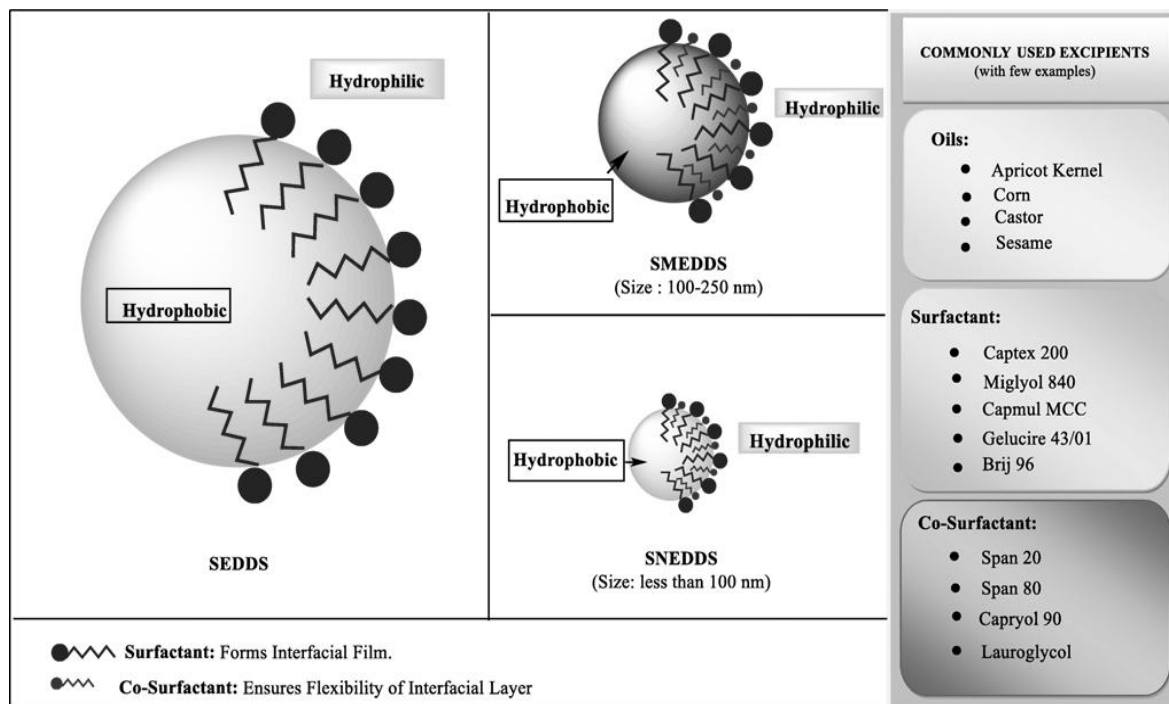 Hydrophilic
Hydrophobic
SEDDS
Hydrophilic
Hydrophobic
SMEDDS
(Size : 100-250 nm)
Hydrophobic
Hydrophilic
SNEDDS
(Size: less than 100 nm)
Surfactant: Forms Interfacial Film.
Co-Surfactant: Ensures Flexibility of Interfacial Layer
COMMONLY USED EXCIPIENTS
(with few examples)
Oils:
● Apricot Kernel
● Corn
● Castor
● Sesame
Surfactant:
● Captex 200
● Miglyol 840
● Capmul MCC
● Gelucire 43/01
● Brij 96
Co-Surfactant:
● Span 20
● Span 80
● Capryol 90
● Lauroglycol